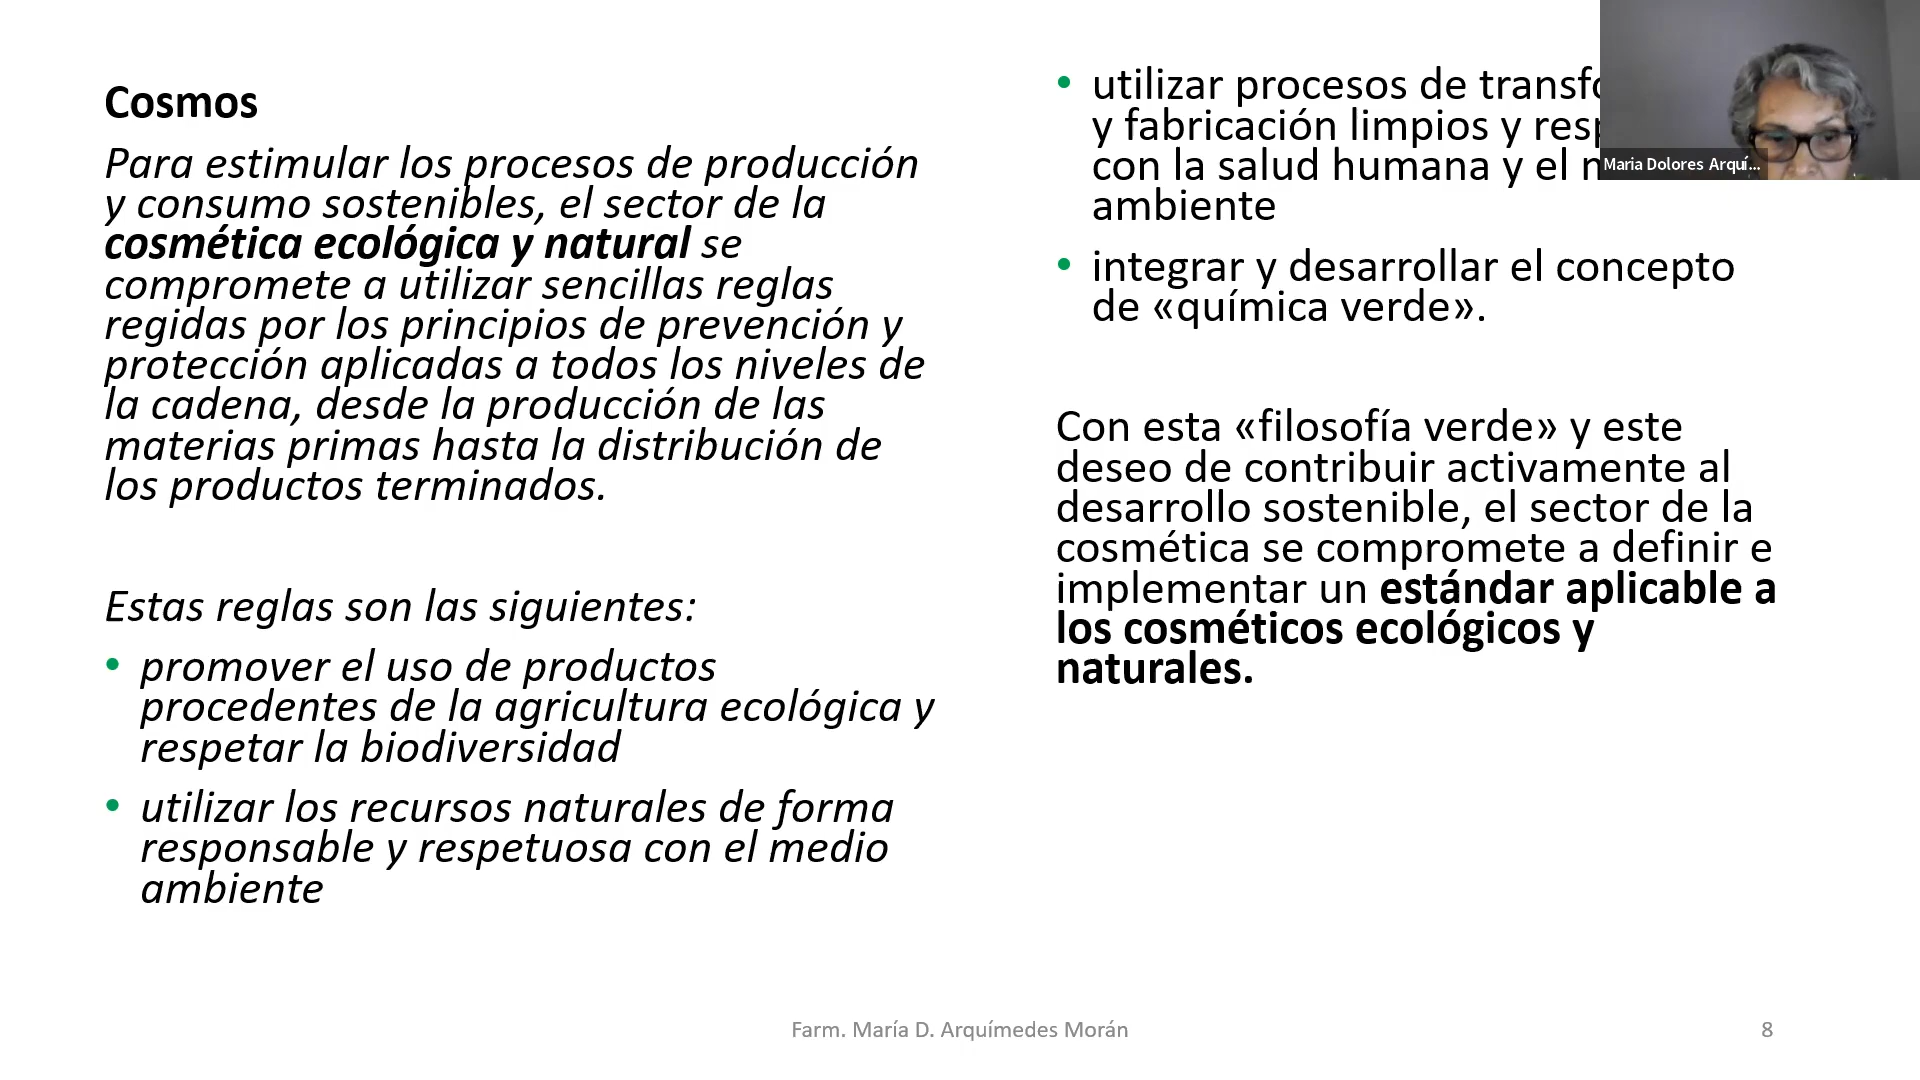 Cosmos
Para estimular los procesos de producción
y consumo sostenibles, el sector de la
cosmética ecológica y natural se
compromete a utilizar sencillas reglas
regidas por los principios de prevención y
protección aplicadas a todos los niveles de
la cadena, desde la producción de las
materias primas hasta la distribución de
los productos terminados.
Estas reglas son las siguientes:
• promover el uso de productos
procedentes de la agricultura ecológica y
respetar la biodiversidad
• utilizar los recursos naturales de forma
responsable y respetuosa con el medio
ambiente
• utilizar procesos de
y fabricación limpios y
con la salud humana y el
ambiente
• integrar y desarrollar el concepto
de «química verde».
Con esta «filosofía verde» y este
deseo de contribuir activamente al
desarrollo sostenible, el sector de la
cosmética se compromete a definir e
implementar un estándar aplicable a
los cosméticos ecológicos y
naturales.
Maria Dolores Arquí...
Farm. María D. Arquímedes Morán
8